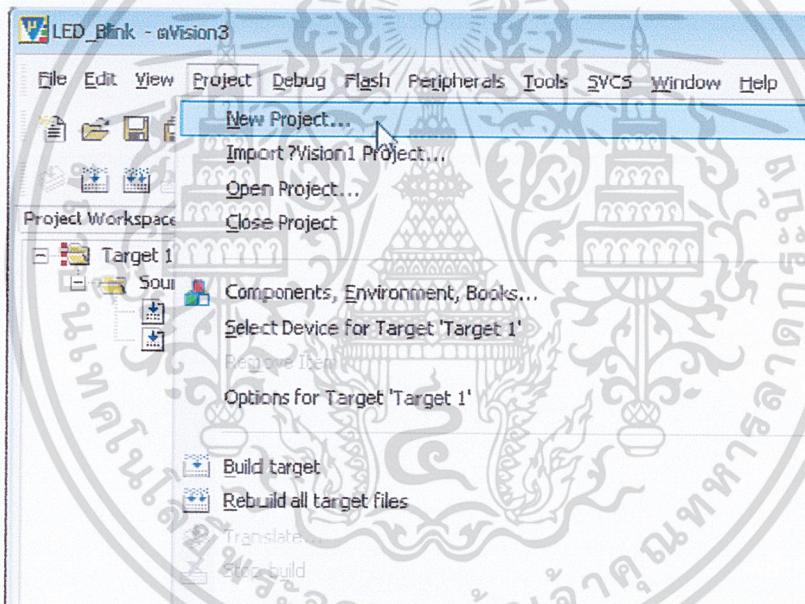 LED_Blink - µVision3
File Edit View Project Debug Flash Peripherals Tools SVCS Window Help
New Project...
Import ?Vision1 Project...
Open Project...
Close Project
Project Workspace
Target 1
Sour
Components, Environment, Books...
Select Device for Target 'Target 1'
Remove Item
Options for Target 'Target 1'
Build target
Rebuild all target files
Translate...
Stop build